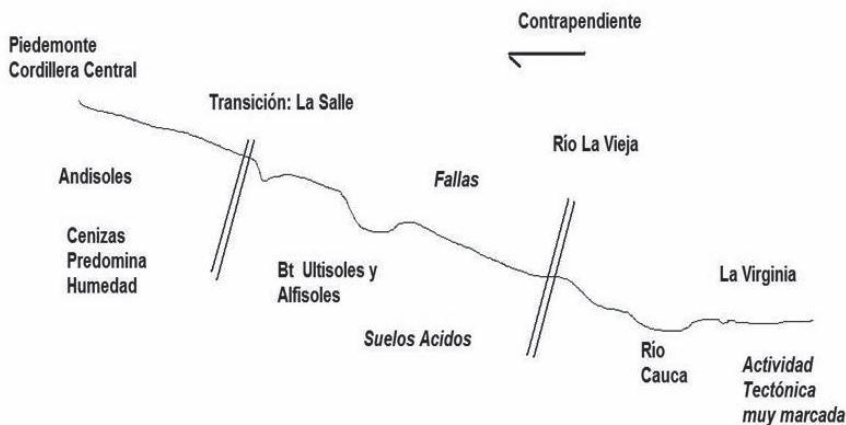 Contrapendiente
Piedemonte
Cordillera Central
Transición: La Salle
Río La Vieja
Andisoles
Fallas
Cenizas
Predomina
Humedad
Bt Ultisoles y
Alfisoles
La Virginia
Suelos Acidos
Río
Cauca
Actividad
Tectónica
muy marcada